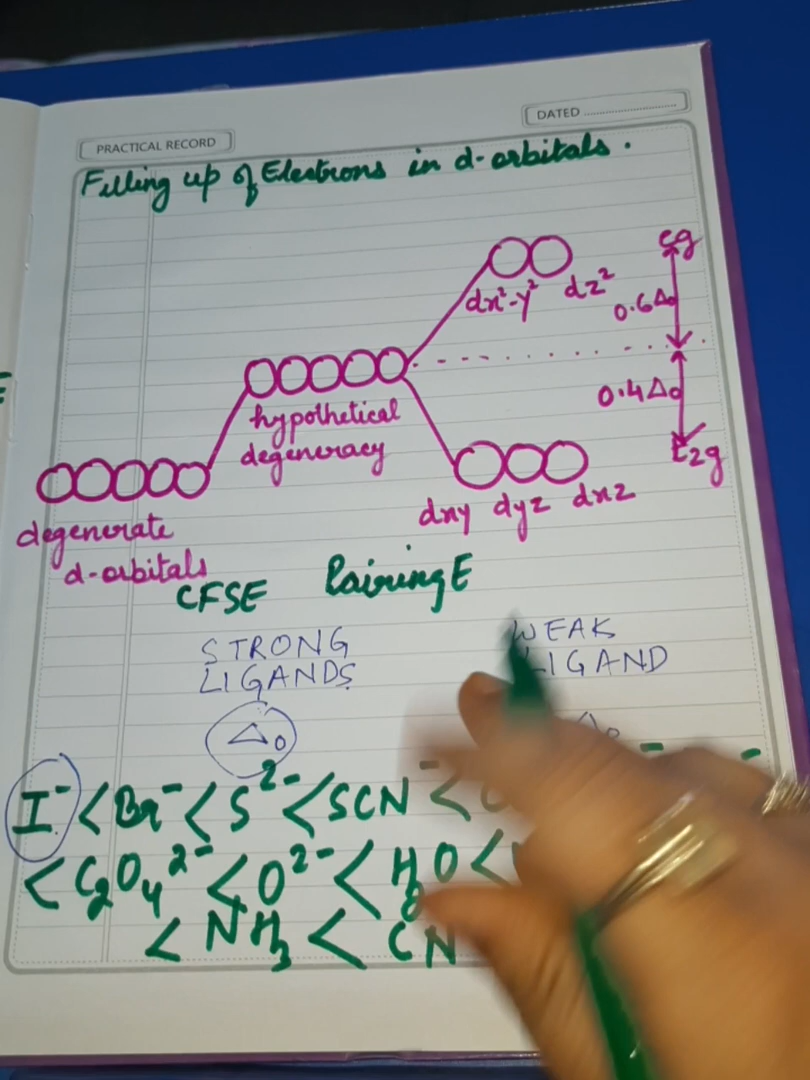 PRACTICAL RECORD
DATED
Filling up of Electrons in d-orbitals.
eg
dx²-y² dz²
0.6Δo
hypothetical
degeneracy
0.4Δo
t2g
dxy dyz dxz
degenerate
d-orbitals
CFSE PairingE
STRONG
LIGANDS
WEAK
LIGAND
Δo
I⁻ < Br⁻ < S²⁻ < SCN⁻ <
< C₂O₄²⁻ < O²⁻ < H₂O <
< NH₃ < CN